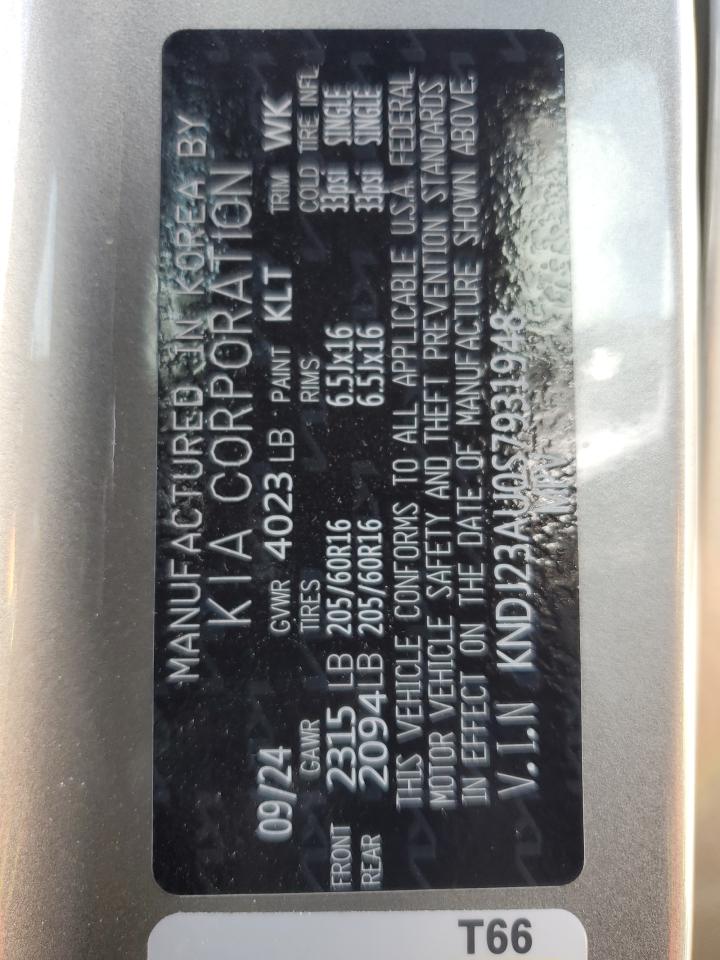 MANUFACTURED IN KOREA BY
KIA CORPORATION
09/24 GVWR 4023 LB PAINT KLT TRIM WK
GAWR TIRES RIMS COLD TIRE INFL
FRONT 2315 LB 205/60R16 6.5Jx16 33psi SINGLE
REAR 2094 LB 205/60R16 6.5Jx16 33psi SINGLE
THIS VEHICLE CONFORMS TO ALL APPLICABLE U.S.A. FEDERAL
MOTOR VEHICLE SAFETY AND THEFT PREVENTION STANDARDS
IN EFFECT ON THE DATE OF MANUFACTURE SHOWN ABOVE.
V.I.N KNDJ23AU0S7931948
MPV
T66